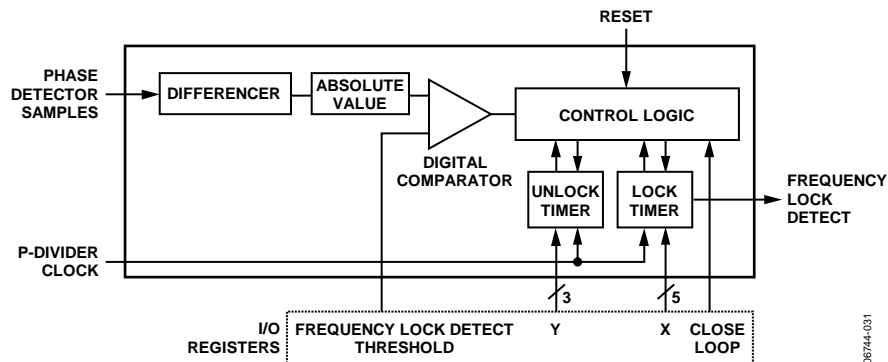 RESET
PHASE
DETECTOR
SAMPLES
DIFFERENCER
ABSOLUTE
VALUE
CONTROL LOGIC
DIGITAL
COMPARATOR
UNLOCK
TIMER
LOCK
TIMER
FREQUENCY
LOCK
DETECT
P-DIVIDER
CLOCK
3
5
I/O
REGISTERS
FREQUENCY LOCK DETECT
THRESHOLD
Y
X
CLOSE
LOOP
06744-031